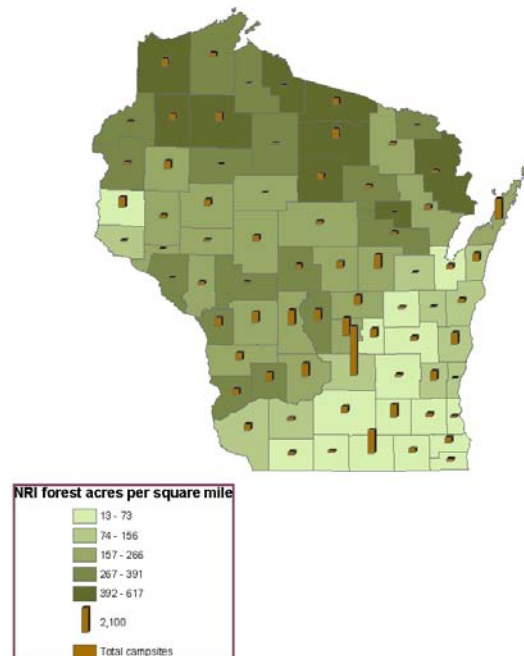 NRI forest acres per square mile
13 - 73
74 - 156
157 - 266
267 - 391
392 - 617
2,100
Total campsites